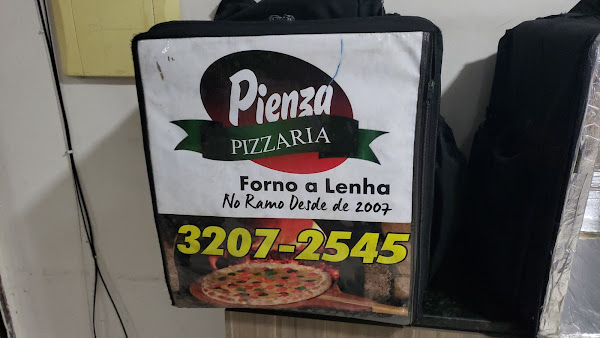 Pienza
PIZZARIA
Forno a Lenha
No Ramo Desde de 2007
3207-2545